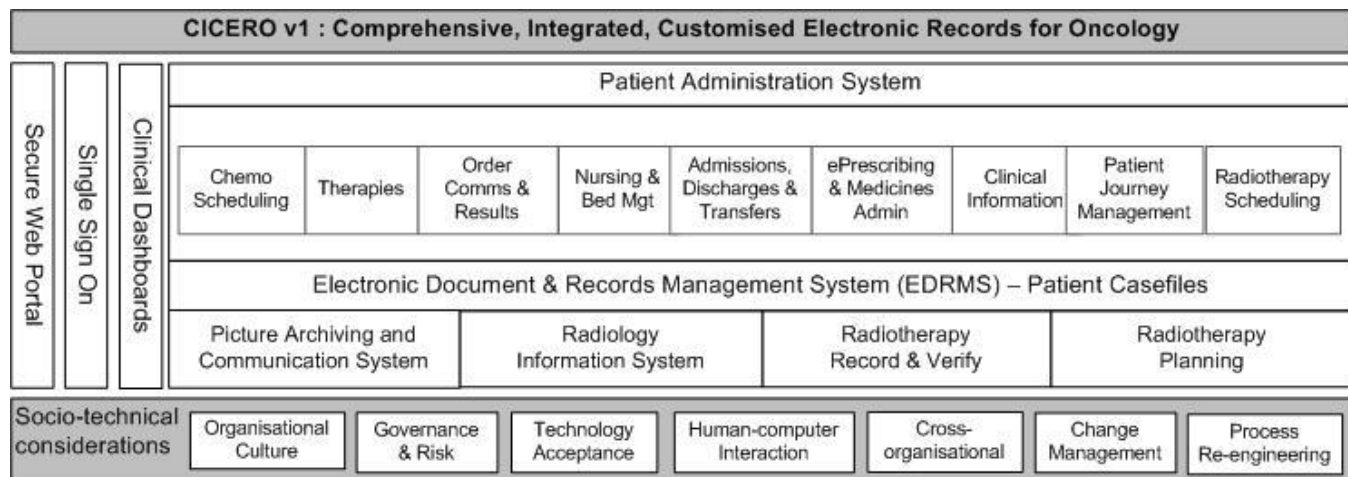 CICERO v1 : Comprehensive, Integrated, Customised Electronic Records for Oncology
Secure Web Portal
Single Sign On
Clinical Dashboards
Patient Administration System
Chemo
Scheduling
Therapies
Order
Comms &
Results
Nursing &
Bed Mgt
Admissions,
Discharges &
Transfers
ePrescribing
& Medicines
Admin
Clinical
Information
Patient
Journey
Management
Radiotherapy
Scheduling
Electronic Document & Records Management System (EDRMS) – Patient Casefiles
Picture Archiving and
Communication System
Radiology
Information System
Radiotherapy
Record & Verify
Radiotherapy
Planning
Socio-technical
considerations
Organisational
Culture
Governance
& Risk
Technology
Acceptance
Human-computer
Interaction
Cross-
organisational
Change
Management
Process
Re-engineering